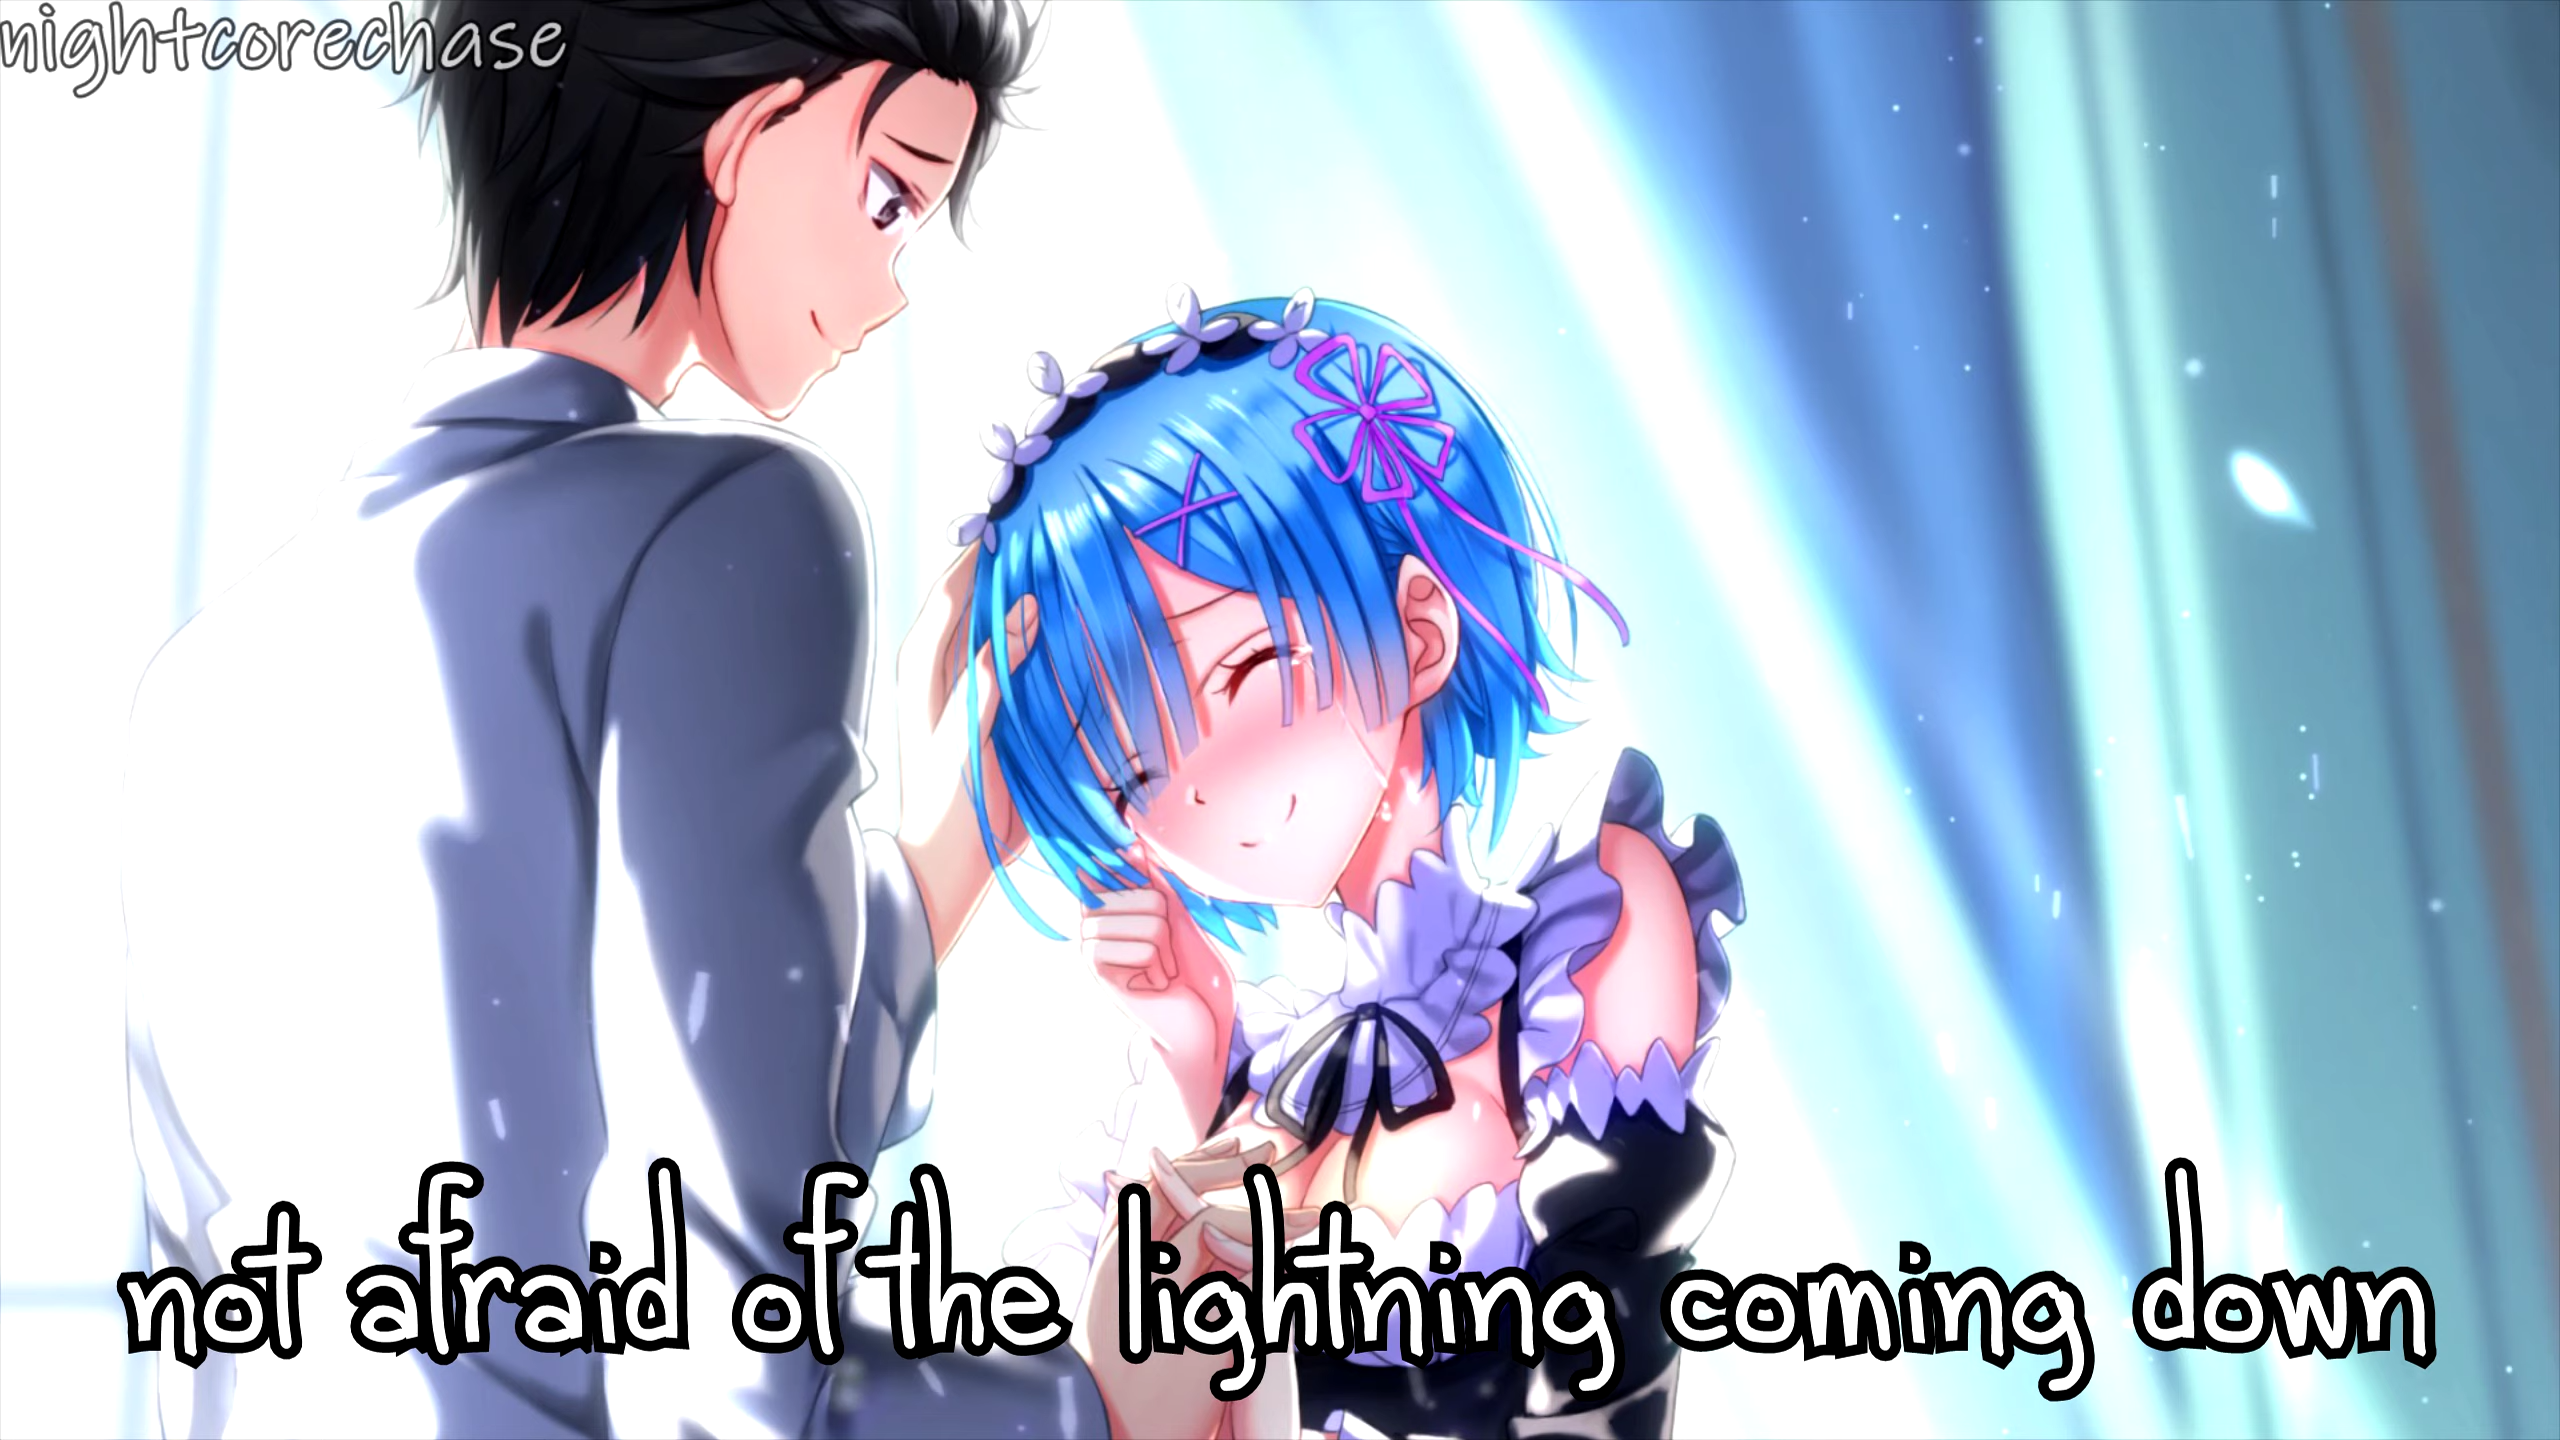 nightcorechase
not afraid of the lightning coming down